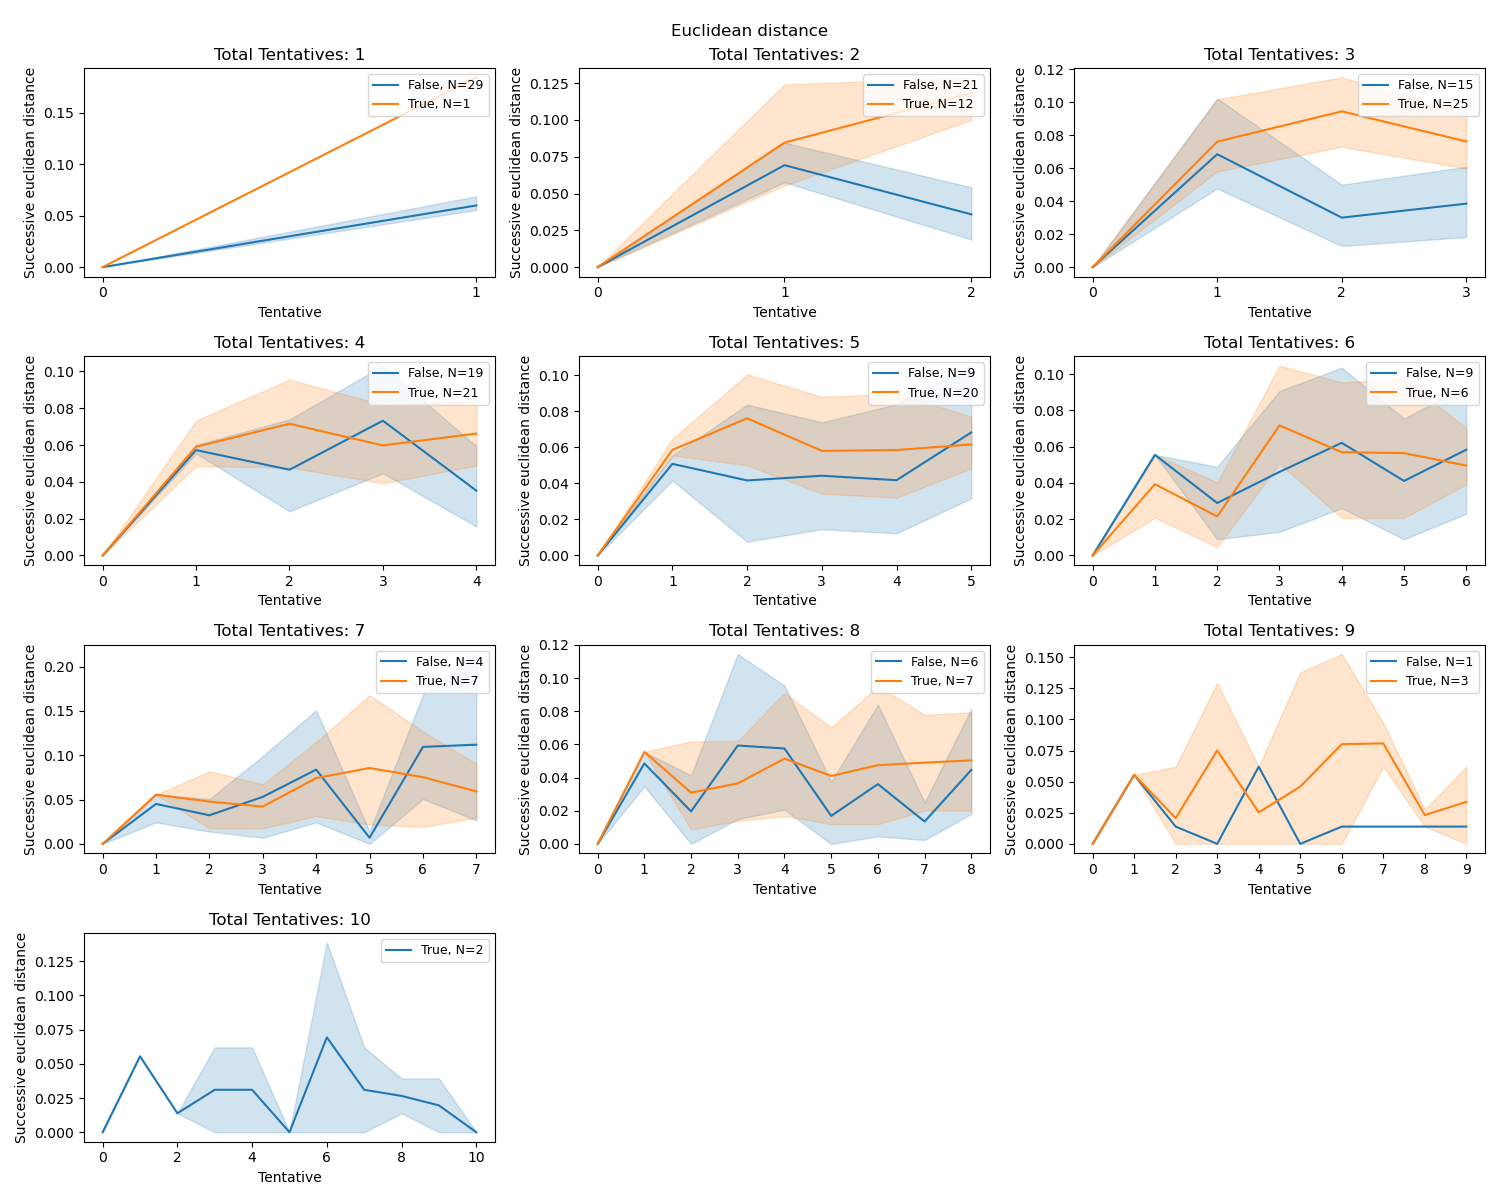 Euclidean distance
Total Tentatives: 1
Successive euclidean distance
0.15
0.10
0.05
0.00
False, N=29
True, N=1
0 1
Tentative
Total Tentatives: 2
Successive euclidean distance
0.125
0.100
0.075
0.050
0.025
0.000
False, N=21
True, N=12
0 1 2
Tentative
Total Tentatives: 3
Successive euclidean distance
0.12
0.10
0.08
0.06
0.04
0.02
0.00
False, N=15
True, N=25
0 1 2 3
Tentative
Total Tentatives: 4
Successive euclidean distance
0.10
0.08
0.06
0.04
0.02
0.00
False, N=19
True, N=21
0 1 2 3 4
Tentative
Total Tentatives: 5
Successive euclidean distance
0.10
0.08
0.06
0.04
0.02
0.00
False, N=9
True, N=20
0 1 2 3 4 5
Tentative
Total Tentatives: 6
Successive euclidean distance
0.10
0.08
0.06
0.04
0.02
0.00
False, N=9
True, N=6
0 1 2 3 4 5 6
Tentative
Total Tentatives: 7
Successive euclidean distance
0.20
0.15
0.10
0.05
0.00
False, N=4
True, N=7
0 1 2 3 4 5 6 7
Tentative
Total Tentatives: 8
Successive euclidean distance
0.12
0.10
0.08
0.06
0.04
0.02
0.00
False, N=6
True, N=7
0 1 2 3 4 5 6 7 8
Tentative
Total Tentatives: 9
Successive euclidean distance
0.150
0.125
0.100
0.075
0.050
0.025
0.000
False, N=1
True, N=3
0 1 2 3 4 5 6 7 8 9
Tentative
Total Tentatives: 10
Successive euclidean distance
0.125
0.100
0.075
0.050
0.025
0.000
True, N=2
0 2 4 6 8 10
Tentative